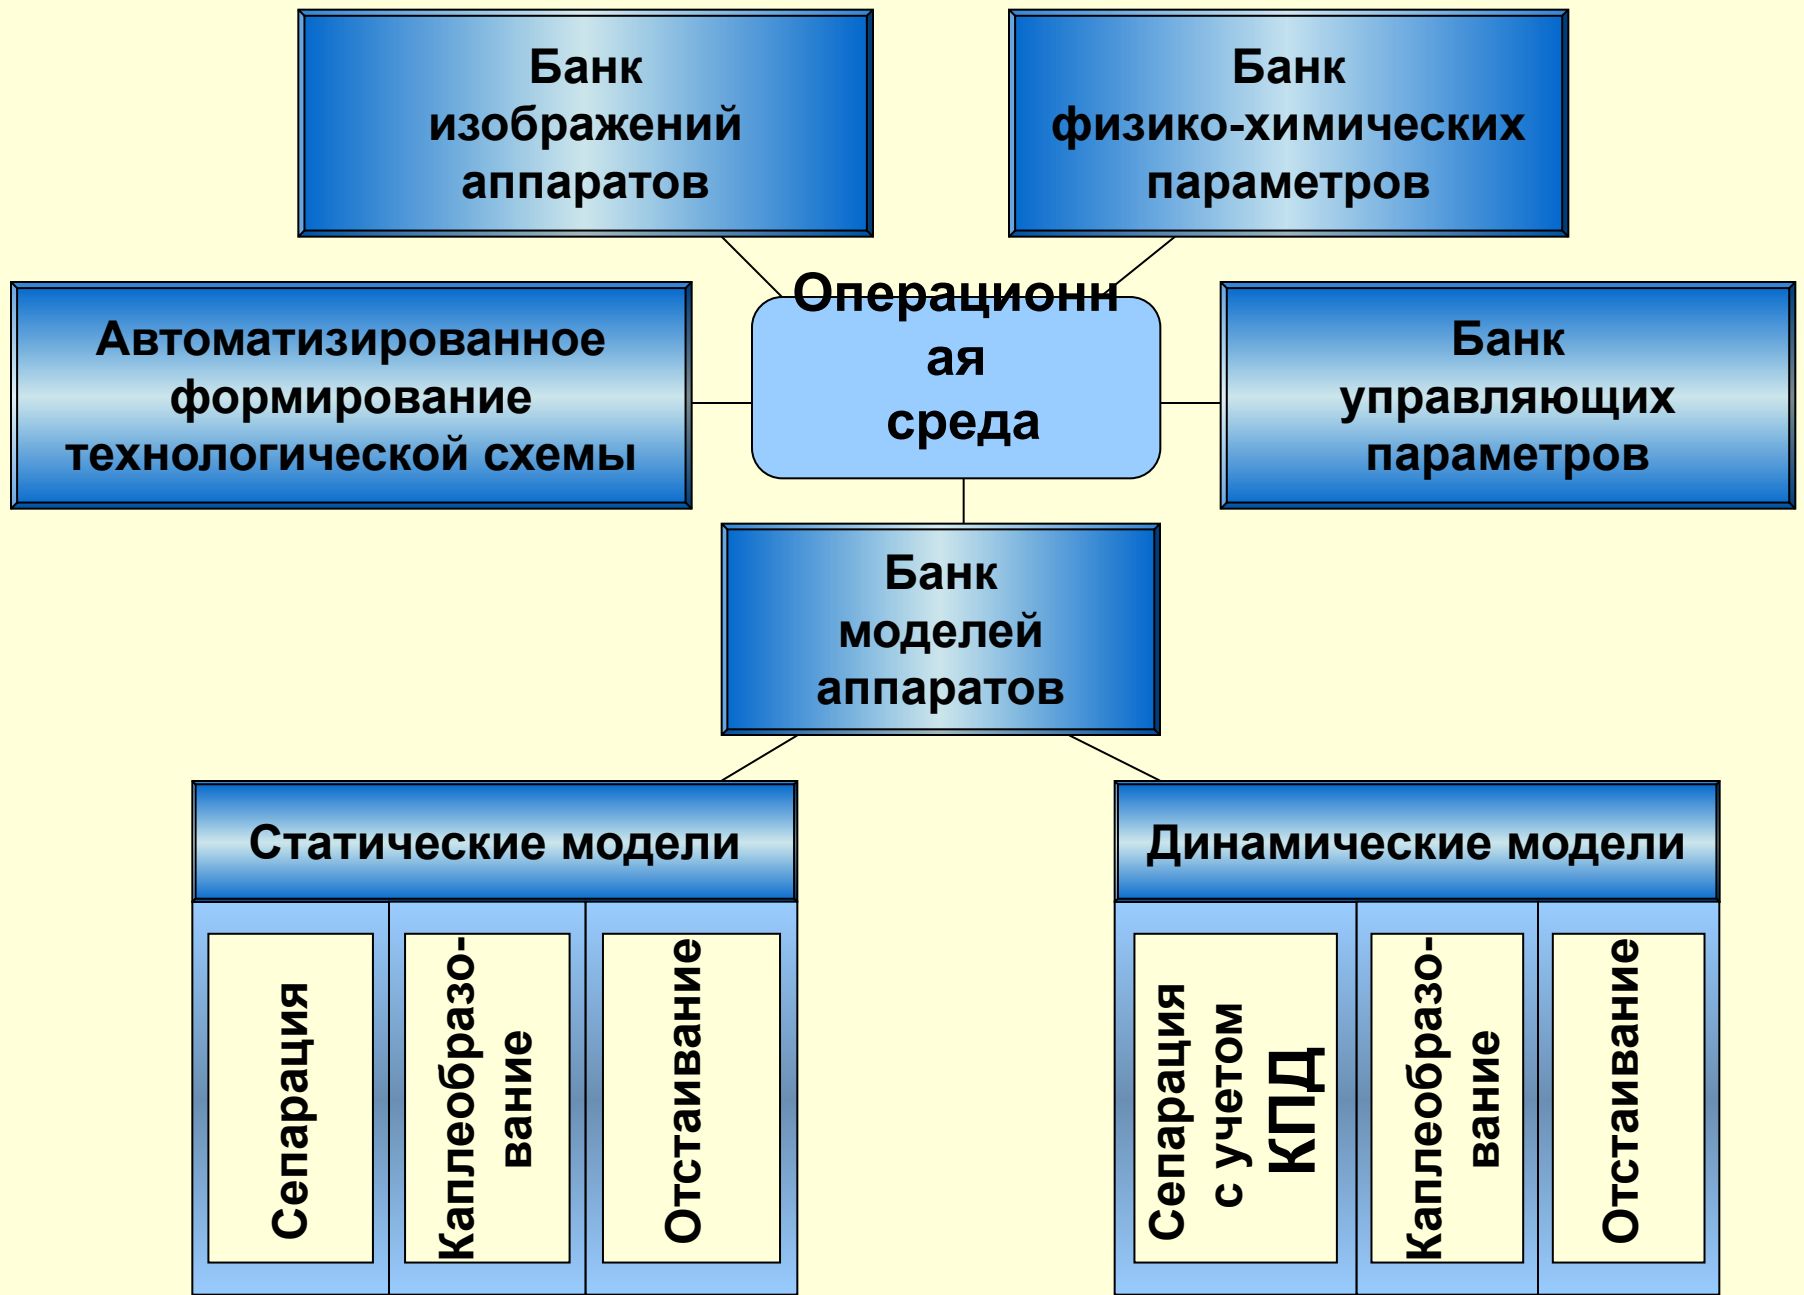 Банк
изображений
аппаратов
Банк
физико-химических
параметров
Автоматизированное
формирование
технологической схемы
Операционн
ая
среда
Банк
управляющих
параметров
Банк
моделей
аппаратов
Статические модели
Сепарация
Каплеобразо-
вание
Отстаивание
Динамические модели
Сепарация
с учетом
КПД
Каплеобразо-
вание
Отстаивание